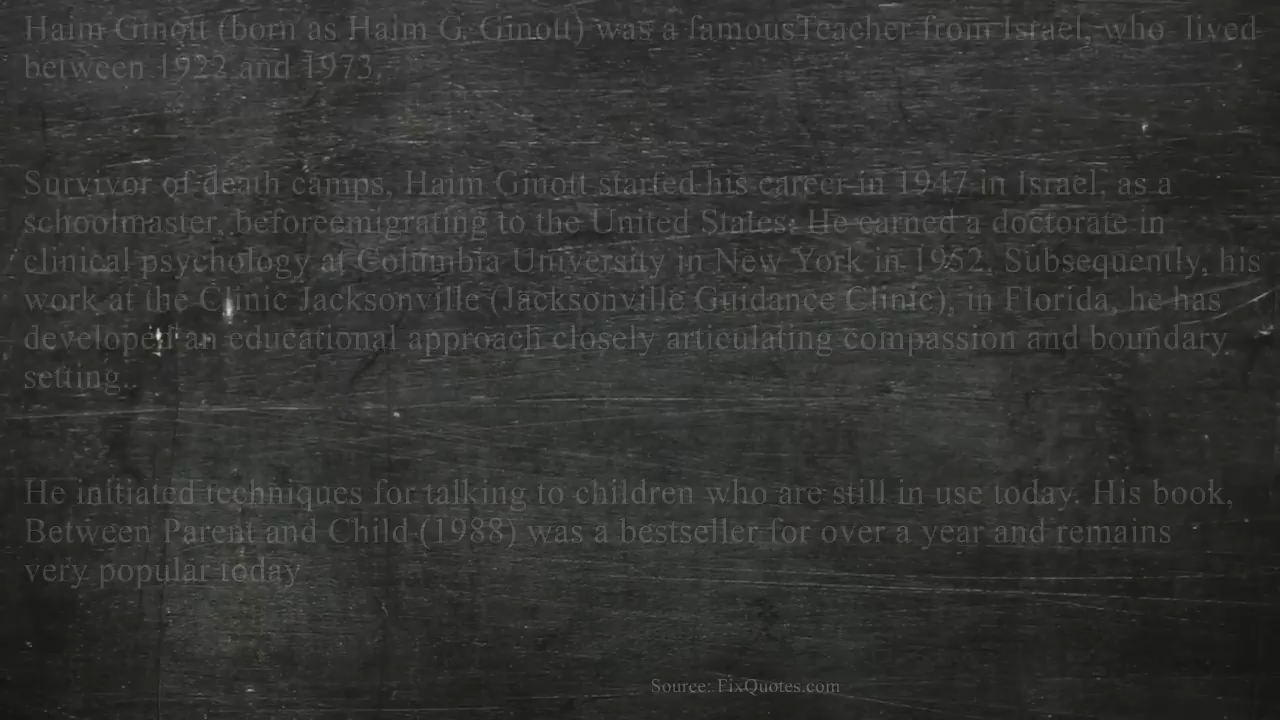 Haim Ginott (born as Haim G. Ginott) was a famousTeacher from Israel, who  lived
between 1922 and 1973.
Survivor of death camps, Haim Ginott started his career in 1947 in Israel, as a
schoolmaster, beforeemigrating to the United States. He earned a doctorate in
clinical psychology at Columbia University in New York in 1952. Subsequently, his
work at the Clinic Jacksonville (Jacksonville Guidance Clinic), in Florida, he has
developed an educational approach closely articulating compassion and boundary
setting..
He initiated techniques for talking to children who are still in use today. His book,
Between Parent and Child (1988) was a bestseller for over a year and remains
very popular today
Source: FixQuotes.com